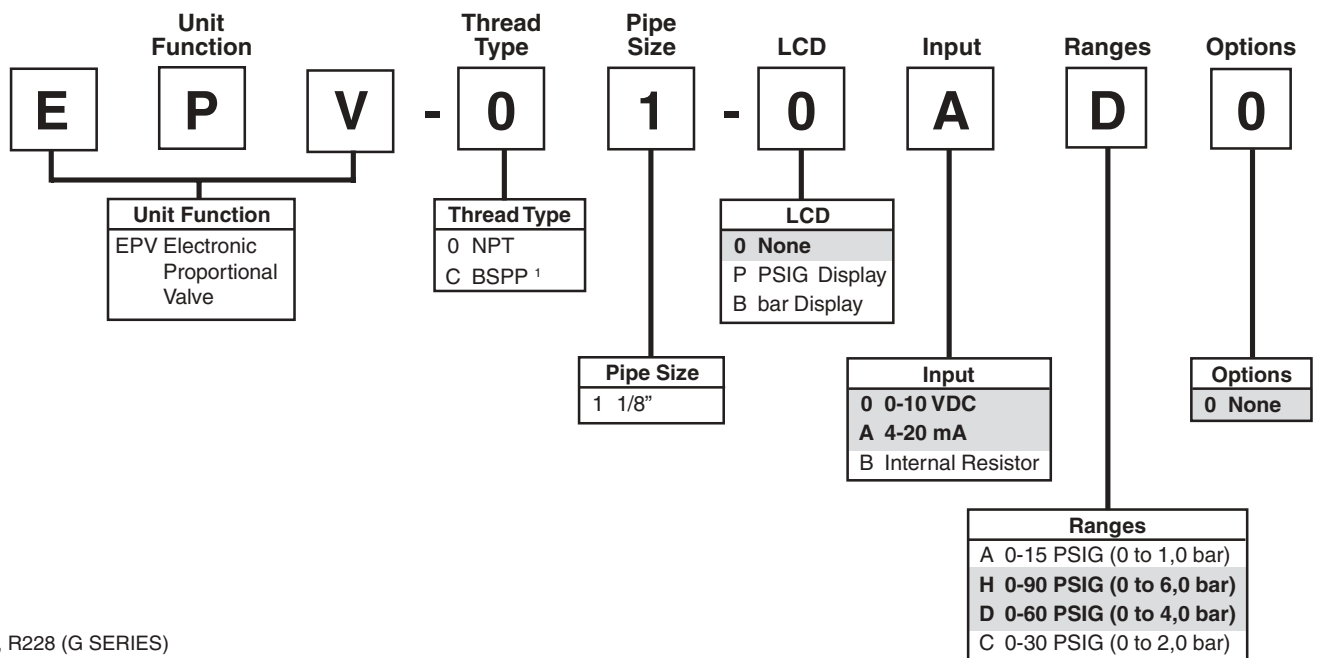 Unit
Function
Thread
Type
Pipe
Size
LCD
Input
Ranges
Options
E P V - 0 1 - 0 A D 0
Unit Function
EPV Electronic
Proportional
Valve
Thread Type
0 NPT
C BSPP ¹
LCD
0 None
P PSIG Display
B bar Display
Pipe Size
1 1/8”
Input
0 0-10 VDC
A 4-20 mA
B Internal Resistor
Options
0 None
Ranges
A 0-15 PSIG (0 to 1,0 bar)
H 0-90 PSIG (0 to 6,0 bar)
D 0-60 PSIG (0 to 4,0 bar)
C 0-30 PSIG (0 to 2,0 bar)
, R228 (G SERIES)